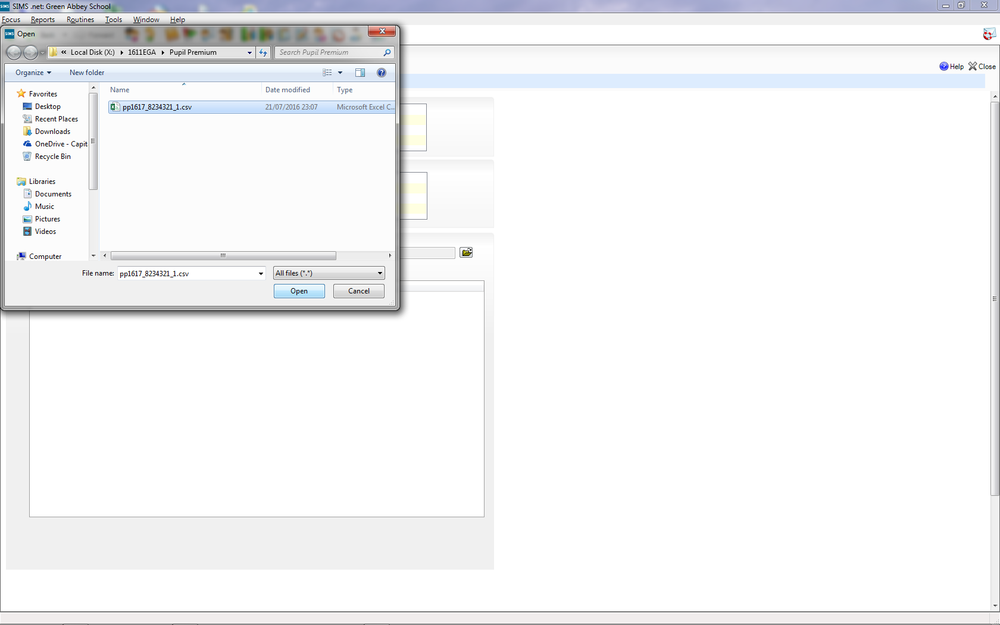 SIMS SIMS .net: Green Abbey School
Focus Reports Routines Tools Window Help
SIMS Open
« Local Disk (X:) 1611EGA Pupil Premium Search Pupil Premium
Help Close
Organize New folder
Name Date modified Type
Favorites
pp1617_8234321_1.csv 21/07/2016 23:07 Microsoft Excel C...
Desktop
Recent Places
Downloads
OneDrive - Capit
Recycle Bin
Libraries
Documents
Music
Pictures
Videos
Computer
File name: pp1617_8234321_1.csv All files (*.*)
Open Cancel